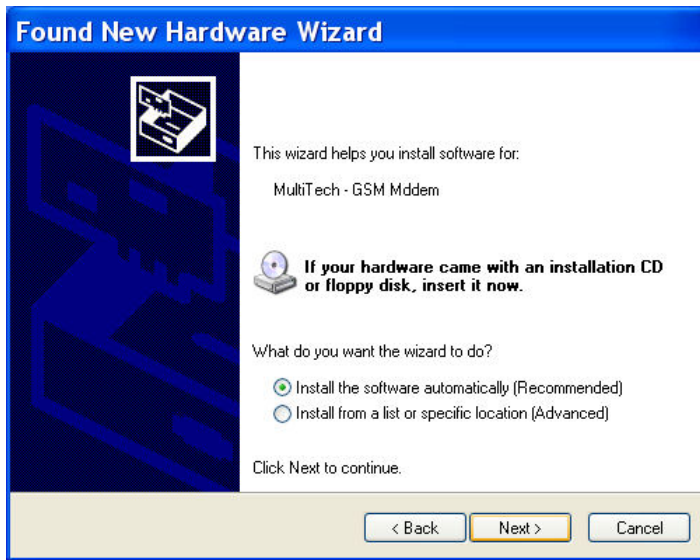 Found New Hardware Wizard
This wizard helps you install software for:
MultiTech - GSM Mddem
If your hardware came with an installation CD
or floppy disk, insert it now.
What do you want the wizard to do?
Install the software automatically (Recommended)
Install from a list or specific location (Advanced)
Click Next to continue.
< Back Next > Cancel